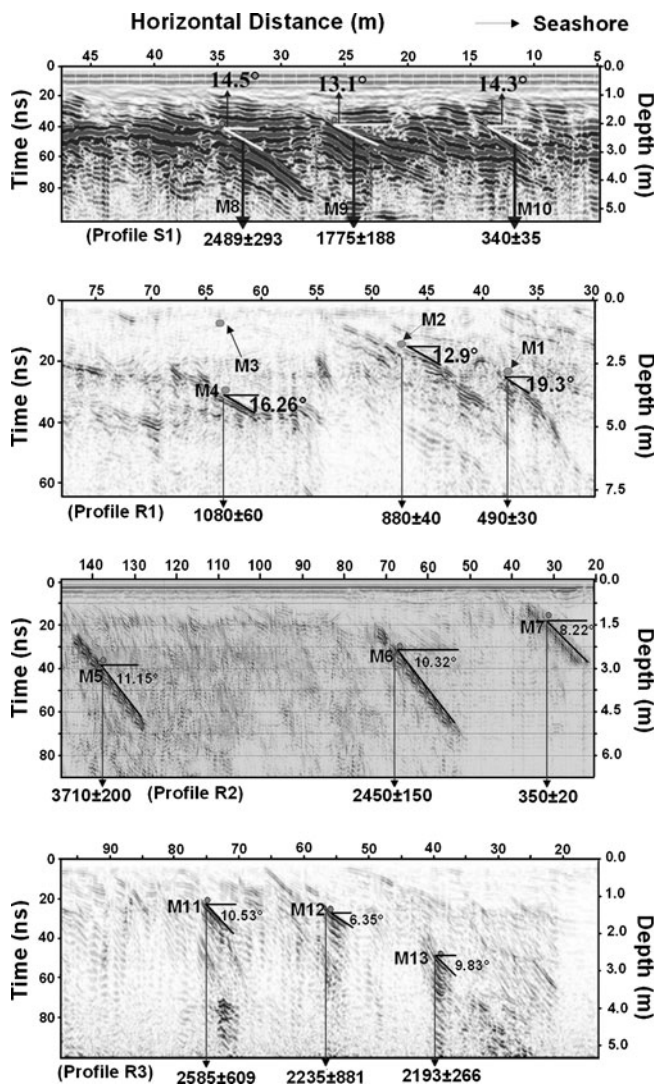 Horizontal Distance (m) Seashore
45 40 35 30 25 20 15 10 5
Time (ns)
0
20
40
60
80
14.5° 13.1° 14.3°
M8 M9 M10
0.0
1.0
2.0
3.0
4.0
5.0
Depth (m)
(Profile S1) 2489±293 1775±188 340±35
75 70 65 60 55 50 45 40 35 30
Time (ns)
0
20
40
60
M3 M2 M1
M4 16.26° 12.9° 19.3°
0.0
2.5
5.0
7.5
Depth (m)
(Profile R1) 1080±60 880±40 490±30
140 130 120 110 100 90 80 70 60 50 40 30 20
Time (ns)
0
20
40
60
80
M5 11.15° M6 10.32° M7 8.22°
0.0
1.5
3.0
4.5
6.0
Depth (m)
3710±200 (Profile R2) 2450±150 350±20
90 80 70 60 50 40 30 20
Time (ns)
0
20
40
60
80
M11 10.53° M12 6.35° M13 9.83°
0.0
1.0
2.0
3.0
4.0
5.0
Depth (m)
(Profile R3) 2585±609 2235±881 2193±266